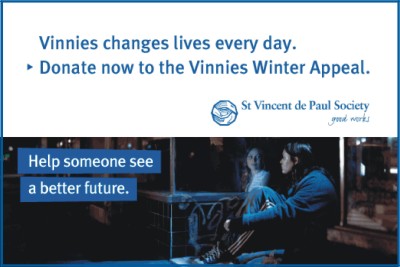 Vinnies changes lives every day.
▸ Donate now to the Vinnies Winter Appeal.
St Vincent de Paul Society
good works
Help someone see
a better future.